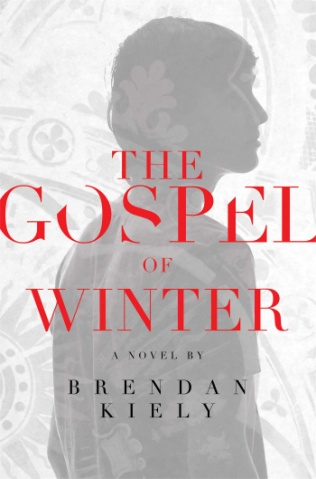 THE
GOSPEL
OF
WINTER
A NOVEL BY
BRENDAN
KIELY